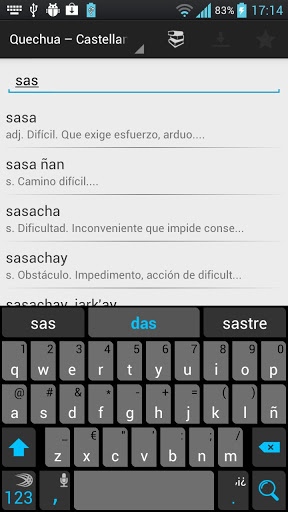 83% 17:14
Quechua – Castellan
sas
sasa
adj. Difícil. Que exige esfuerzo, arduo....
sasa ñan
s. Camino difícil....
sasacha
s. Dificultad. Inconveniente que impide conse...
sasachay
s. Obstáculo. Impedimento, acción de dificult...
sasachay, jark'ay
sas das sastre
1 2 3 4 5 6 7 8 9 0
q w e r t y u i o p
@ & / ( )
a s d f g h j k l ñ
€ " - ' : ;
z x c v b n m
123 , . ¡¿ ! ?